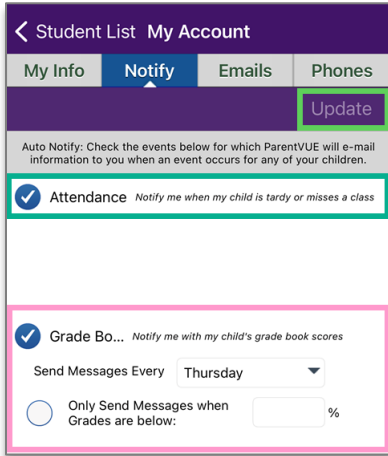 Student List My Account
My Info Notify Emails Phones
Update
Auto Notify: Check the events below for which ParentVUE will e-mail
information to you when an event occurs for any of your children.
Attendance Notify me when my child is tardy or misses a class
Grade Bo... Notify me with my child's grade book scores
Send Messages Every Thursday
Only Send Messages when
Grades are below: %